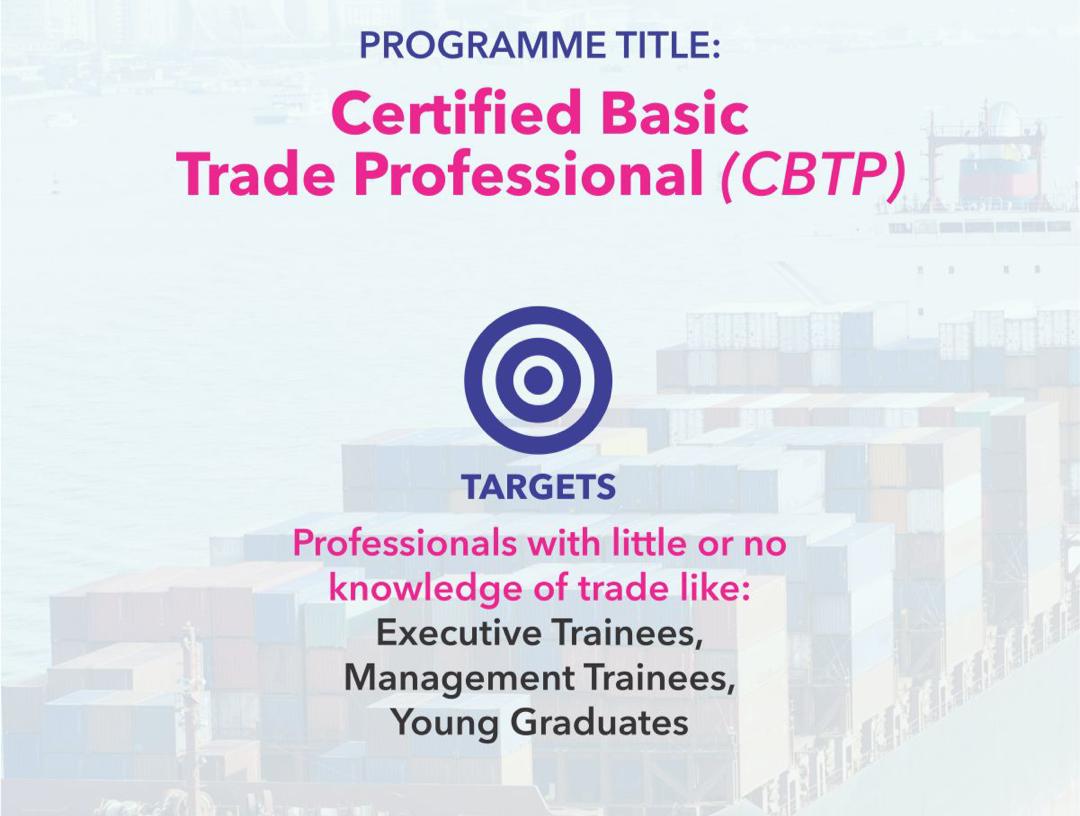 PROGRAMME TITLE:
Certified Basic
Trade Professional (CBTP)
TARGETS
Professionals with little or no
knowledge of trade like:
Executive Trainees,
Management Trainees,
Young Graduates